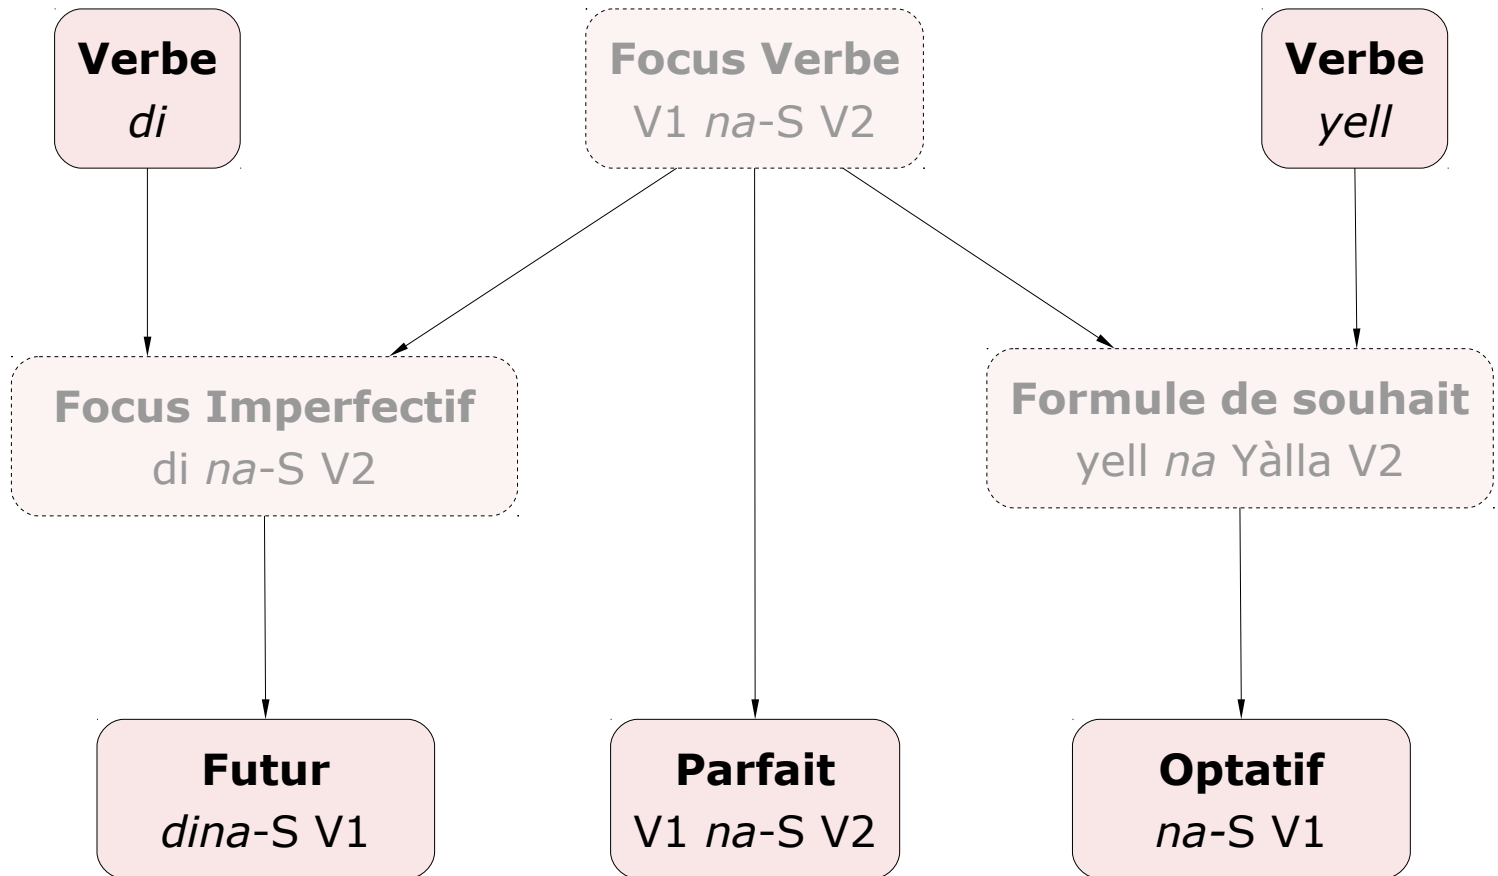 Verbe
di
Focus Verbe
V1 na-S V2
Verbe
yell
Focus Imperfectif
di na-S V2
Formule de souhait
yell na Yàlla V2
Futur
dina-S V1
Parfait
V1 na-S V2
Optatif
na-S V1